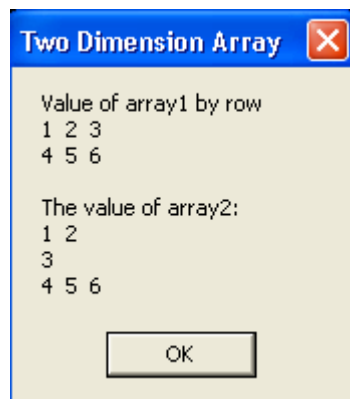 Two Dimension Array
Value of array1 by row
1 2 3
4 5 6
The value of array2:
1 2
3
4 5 6
OK